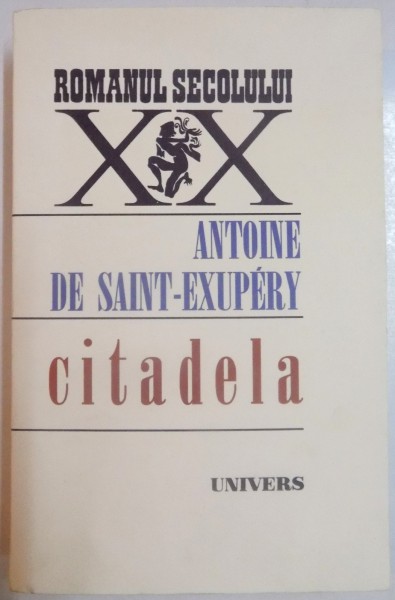 ROMANUL SECOLULUI
XX
ANTOINE
DE SAINT-EXUPÉRY
citadela
UNIVERS